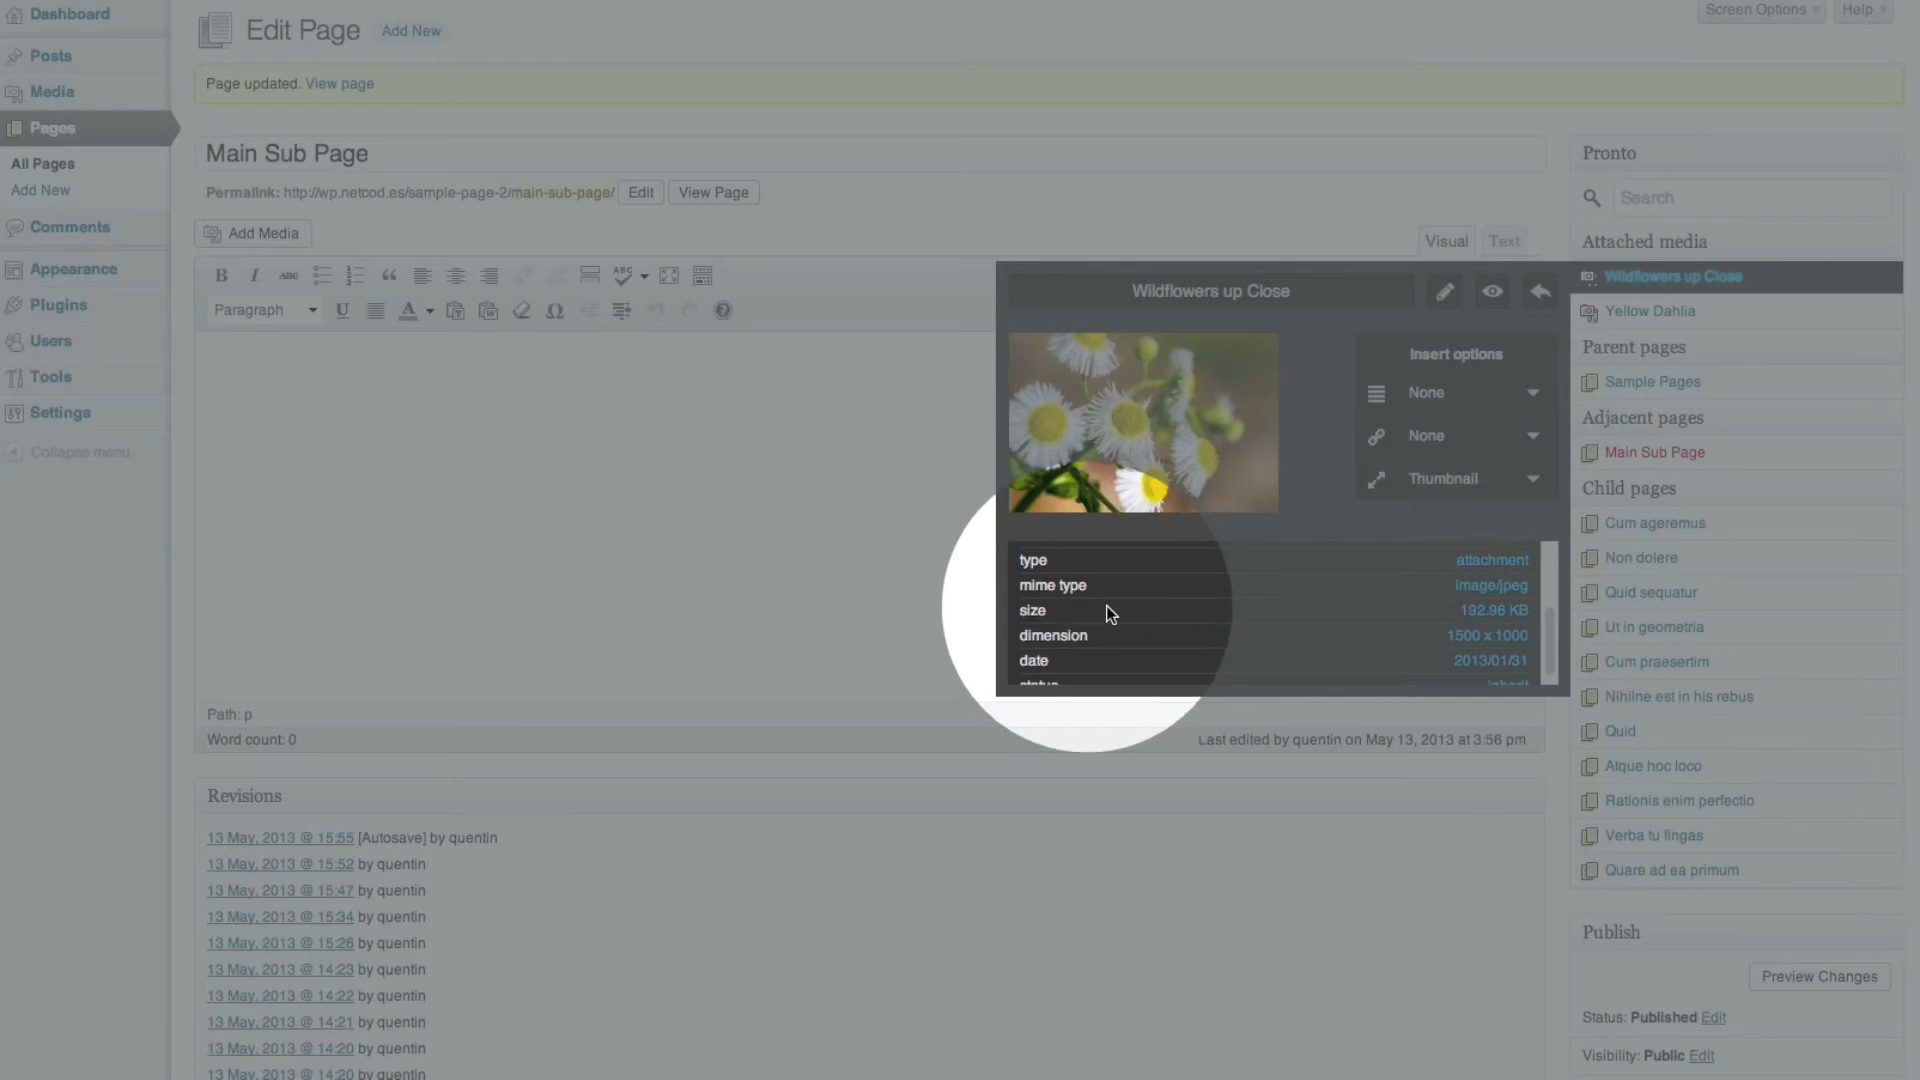 Dashboard
Posts
Media
Pages
All Pages
Add New
Comments
Appearance
Plugins
Users
Tools
Settings
Collapse menu
Screen Options
Help
Edit Page Add New
Page updated. View page
Main Sub Page
Permalink: http://wp.netcod.es/sample-page-2/main-sub-page/ Edit View Page
Add Media
Visual Text
B I ABC ABC
Paragraph U A
Path: p
Word count: 0
Last edited by quentin on May 13, 2013 at 3:56 pm
Wildflowers up Close
Insert options
None
None
Thumbnail
type attachment
mime type image/jpeg
size 192.96 KB
dimension 1500 x 1000
date 2013/01/31
status inherit
Revisions
13 May, 2013 @ 15:55 [Autosave] by quentin
13 May, 2013 @ 15:52 by quentin
13 May, 2013 @ 15:47 by quentin
13 May, 2013 @ 15:34 by quentin
13 May, 2013 @ 15:26 by quentin
13 May, 2013 @ 14:23 by quentin
13 May, 2013 @ 14:22 by quentin
13 May, 2013 @ 14:21 by quentin
13 May, 2013 @ 14:20 by quentin
13 May, 2013 @ 14:20 by quentin
Pronto
Search
Attached media
Wildflowers up Close
Yellow Dahlia
Parent pages
Sample Pages
Adjacent pages
Main Sub Page
Child pages
Cum ageremus
Non dolere
Quid sequatur
Ut in geometria
Cum praesertim
Nihilne est in his rebus
Quid
Atque hoc loco
Rationis enim perfectio
Verba tu fingas
Quare ad ea primum
Publish
Preview Changes
Status: Published Edit
Visibility: Public Edit